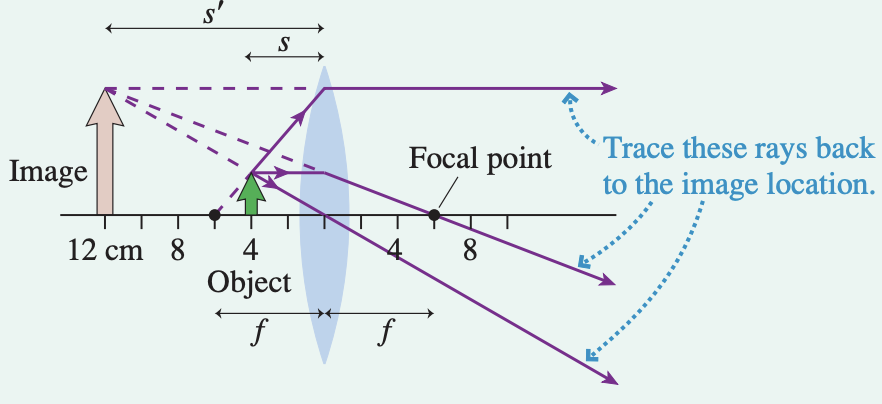 s′
s
Image
Focal point
Trace these rays back
to the image location.
12 cm 8 4 4 8
Object
f f